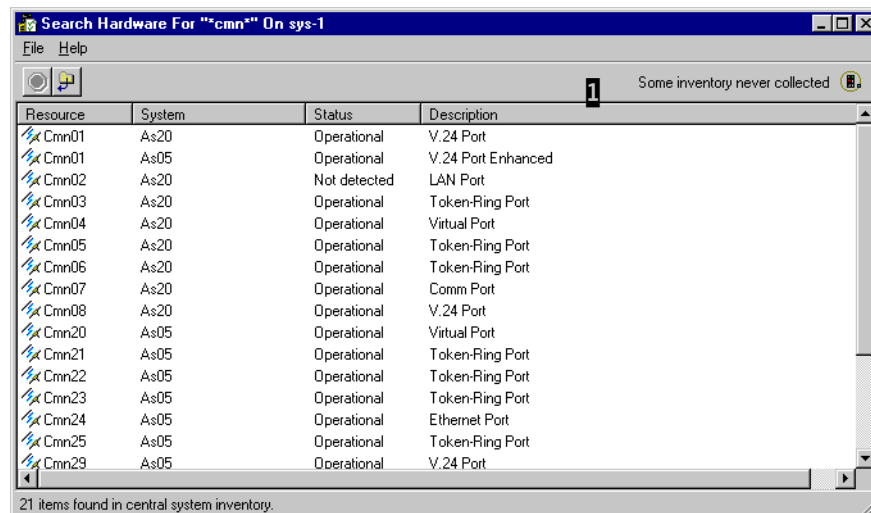 Search Hardware For "*cmn*" On sys-1
File Help
1 Some inventory never collected
Resource System Status Description
Cmn01 As20 Operational V.24 Port
Cmn01 As05 Operational V.24 Port Enhanced
Cmn02 As20 Not detected LAN Port
Cmn03 As20 Operational Token-Ring Port
Cmn04 As20 Operational Virtual Port
Cmn05 As20 Operational Token-Ring Port
Cmn06 As20 Operational Token-Ring Port
Cmn07 As20 Operational Comm Port
Cmn08 As20 Operational V.24 Port
Cmn20 As05 Operational Virtual Port
Cmn21 As05 Operational Token-Ring Port
Cmn22 As05 Operational Token-Ring Port
Cmn23 As05 Operational Token-Ring Port
Cmn24 As05 Operational Ethernet Port
Cmn25 As05 Operational Token-Ring Port
Cmn29 As05 Operational V.24 Port
21 items found in central system inventory.